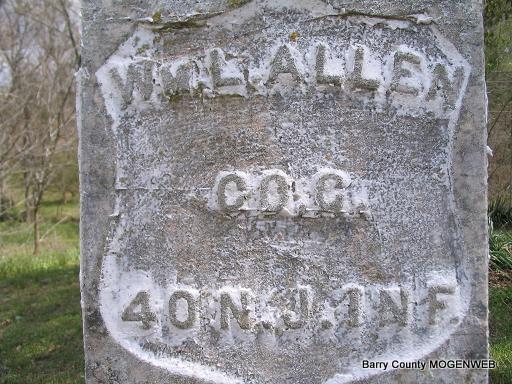 WM. L. ALLEN
CO. G.
40 N. J. INF.
Barry County MOGENWEB